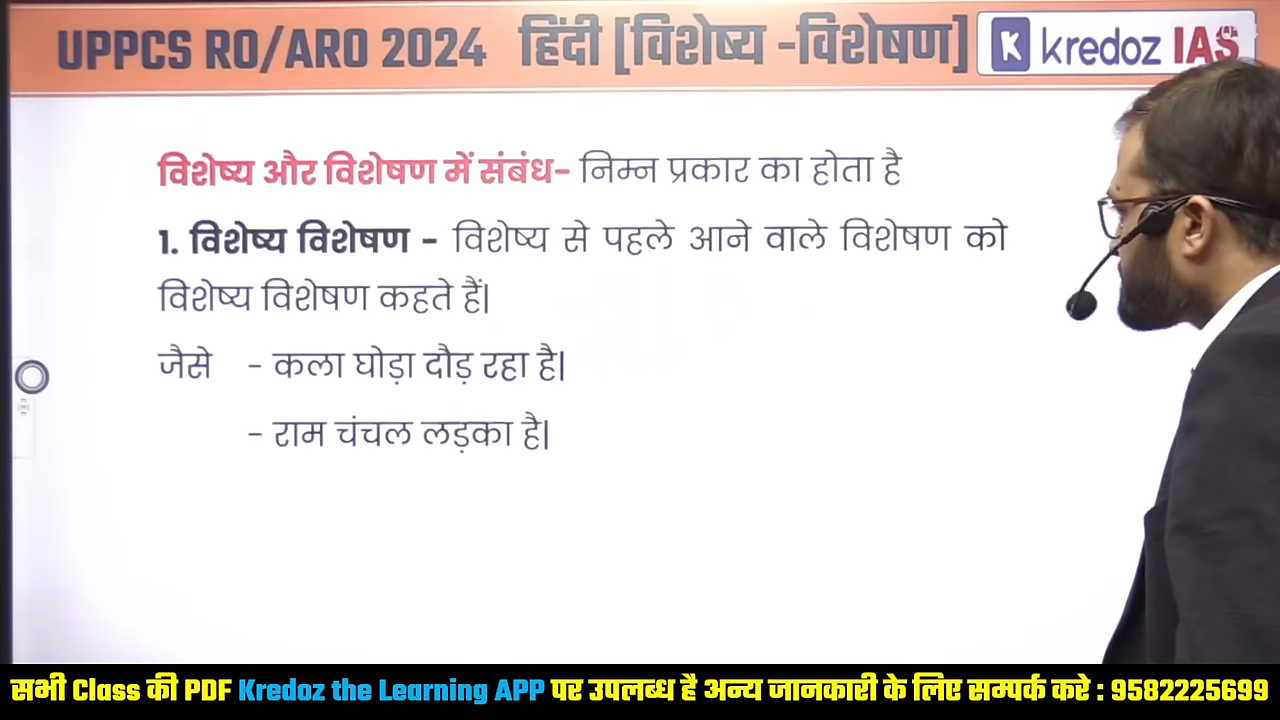 UPPCS RO/ARO 2024 हिंदी [विशेष्य -विशेषण]
K kredoz IAS
विशेष्य और विशेषण में संबंध- निम्न प्रकार का होता है
1. विशेष्य विशेषण - विशेष्य से पहले आने वाले विशेषण को
विशेष्य विशेषण कहते हैं|
जैसे - कला घोड़ा दौड़ रहा है|
- राम चंचल लड़का है|
सभी Class की PDF Kredoz the Learning APP पर उपलब्ध है अन्य जानकारी के लिए सम्पर्क करे : 9582225699